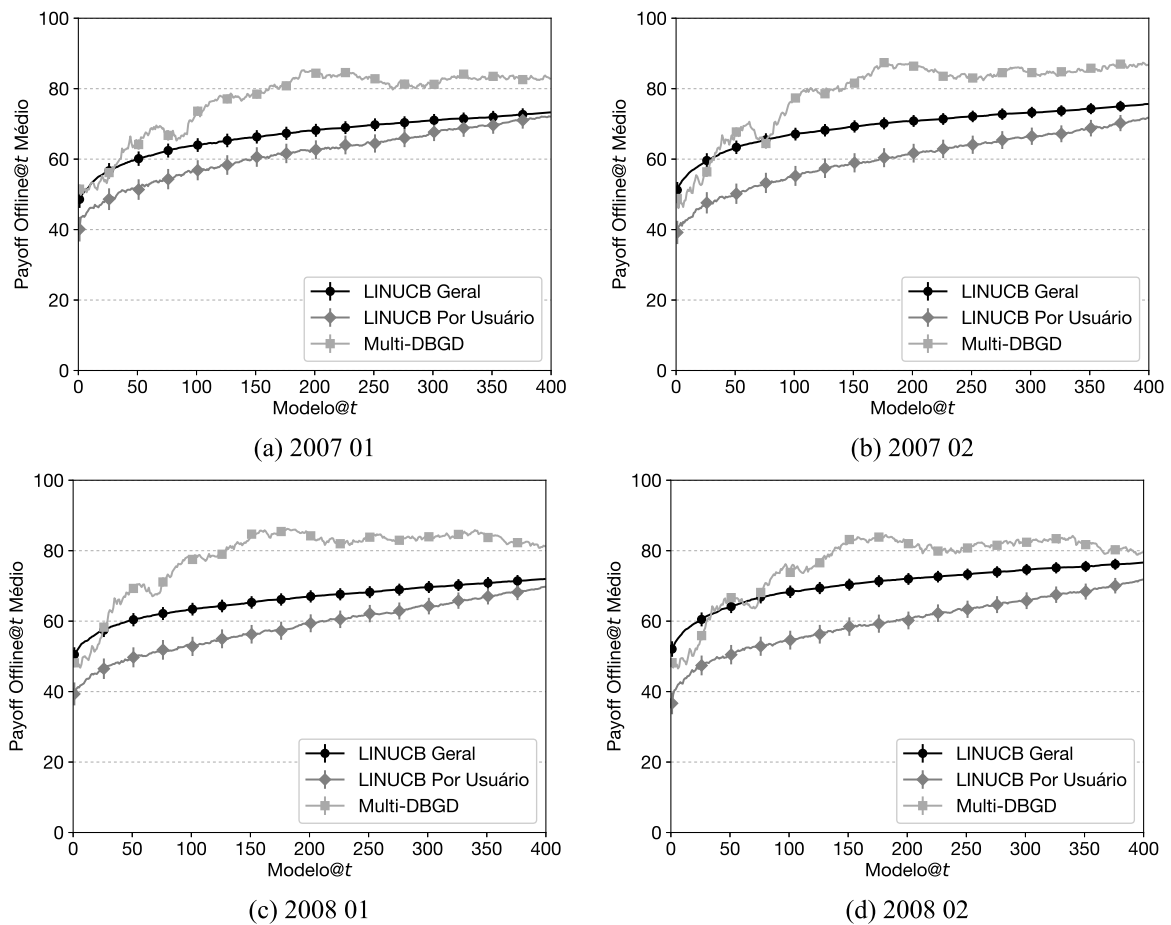 100
80
60
40
20
0
Payoff Offline@t Médio
LINUCB Geral
LINUCB Por Usuário
Multi-DBGD
0 50 100 150 200 250 300 350 400
Modelo@t
(a) 2007 01
100
80
60
40
20
0
Payoff Offline@t Médio
LINUCB Geral
LINUCB Por Usuário
Multi-DBGD
0 50 100 150 200 250 300 350 400
Modelo@t
(b) 2007 02
100
80
60
40
20
0
Payoff Offline@t Médio
LINUCB Geral
LINUCB Por Usuário
Multi-DBGD
0 50 100 150 200 250 300 350 400
Modelo@t
(c) 2008 01
100
80
60
40
20
0
Payoff Offline@t Médio
LINUCB Geral
LINUCB Por Usuário
Multi-DBGD
0 50 100 150 200 250 300 350 400
Modelo@t
(d) 2008 02